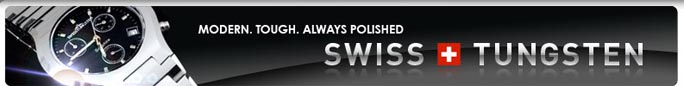 MODERN. TOUGH. ALWAYS POLISHED
SWISS TUNGSTEN